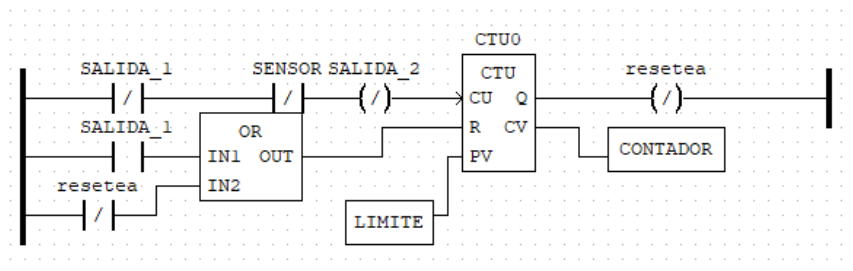 CTU0
SALIDA_1 SENSOR SALIDA_2 CTU resetea
/ / / CU Q /
SALIDA_1 OR R CV CONTADOR
IN1 OUT PV
resetea IN2
/
LIMITE